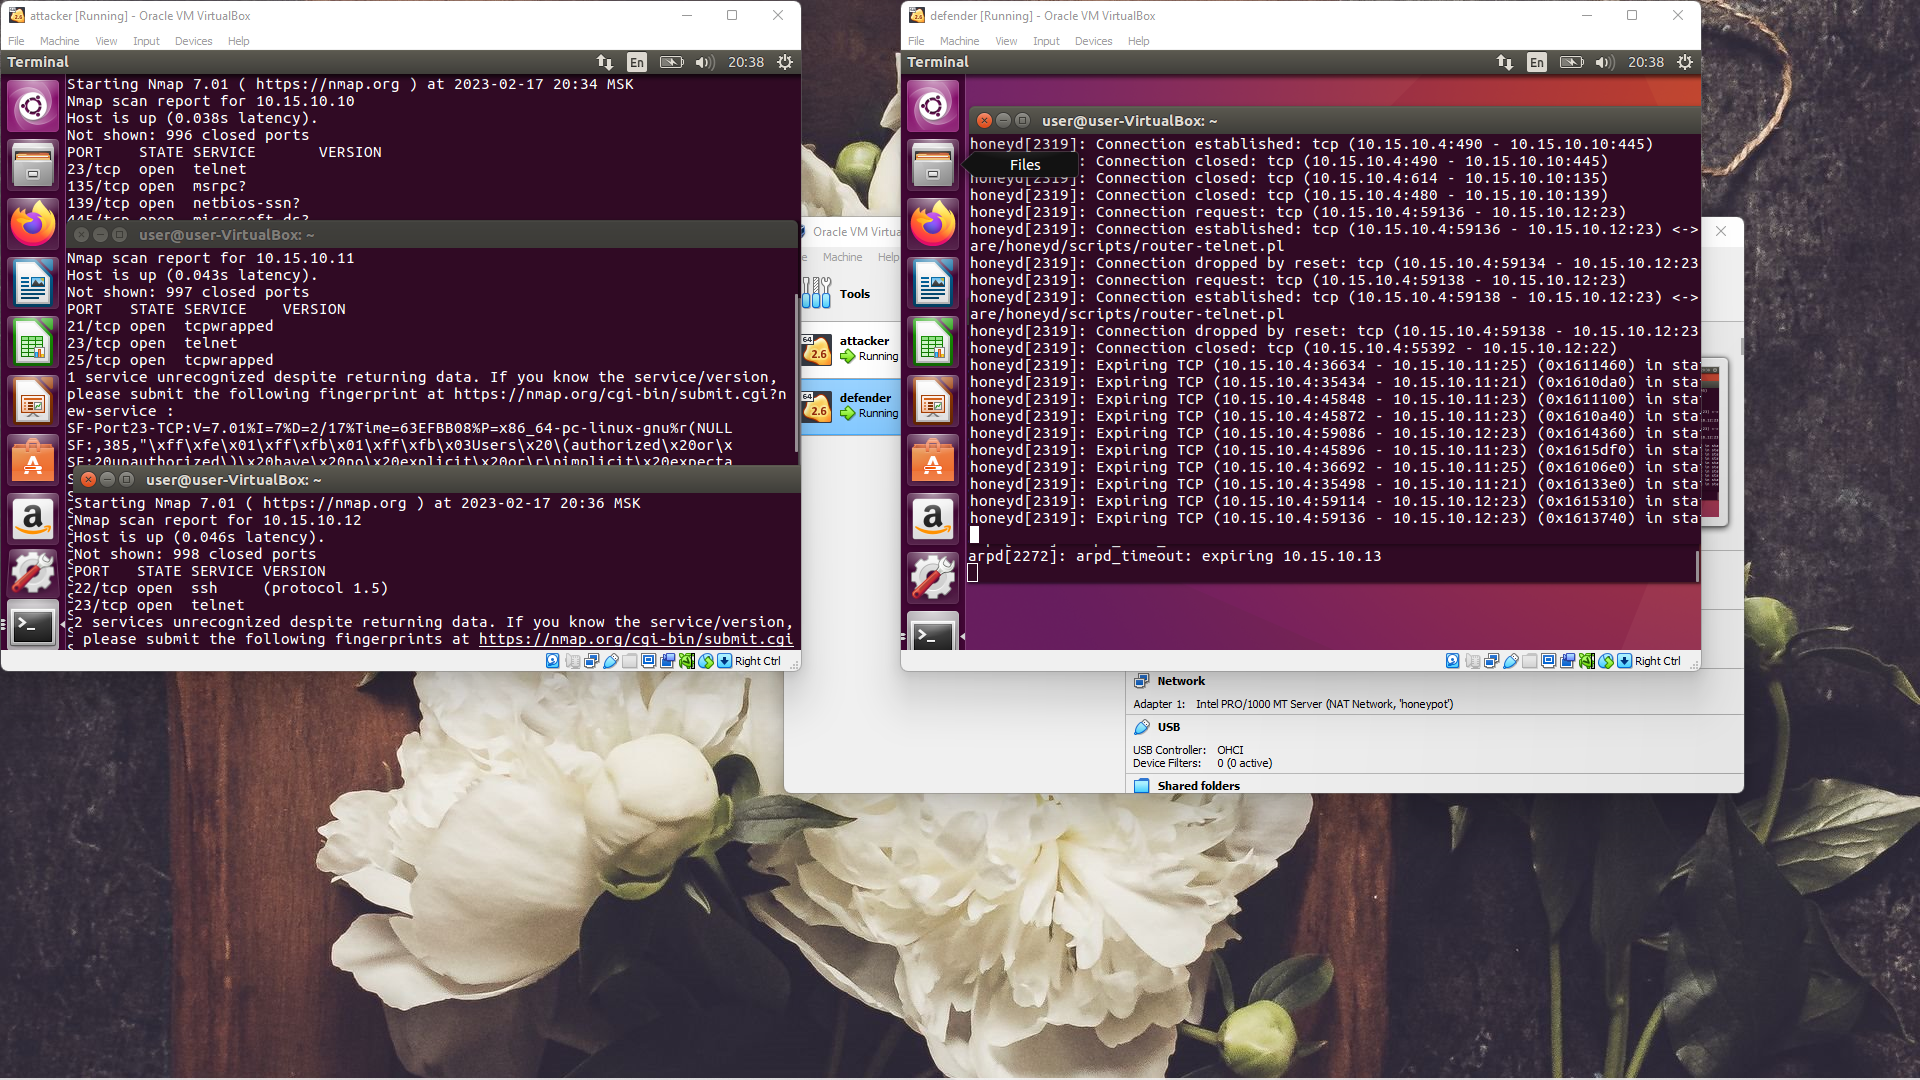 attacker [Running] - Oracle VM VirtualBox
File Machine View Input Devices Help
Terminal
En
20:38
Starting Nmap 7.01 ( https://nmap.org ) at 2023-02-17 20:34 MSK
Nmap scan report for 10.15.10.10
Host is up (0.038s latency).
Not shown: 996 closed ports
PORT STATE SERVICE VERSION
23/tcp open telnet
135/tcp open msrpc?
139/tcp open netbios-ssn?
445/tcp open microsoft-ds?
user@user-VirtualBox: ~
Nmap scan report for 10.15.10.11
Host is up (0.043s latency).
Not shown: 997 closed ports
PORT STATE SERVICE VERSION
21/tcp open tcpwrapped
23/tcp open telnet
25/tcp open tcpwrapped
1 service unrecognized despite returning data. If you know the service/version,
please submit the following fingerprint at https://nmap.org/cgi-bin/submit.cgi?n
ew-service :
SF-Port23-TCP:V=7.01%I=7%D=2/17%Time=63EFBB08%P=x86_64-pc-linux-gnu%r(NULL
SF:,385,"\xff\xfe\x01\xff\xfb\x01\xff\xfb\x03Users\x20\(authorized\x20or\x
SF:20unauthorized\)\x20have\x20no\x20explicit\x20or\r\nimplicit\x20expecta
user@user-VirtualBox: ~
Starting Nmap 7.01 ( https://nmap.org ) at 2023-02-17 20:36 MSK
Nmap scan report for 10.15.10.12
Host is up (0.046s latency).
Not shown: 998 closed ports
PORT STATE SERVICE VERSION
22/tcp open ssh (protocol 1.5)
23/tcp open telnet
2 services unrecognized despite returning data. If you know the service/version,
please submit the following fingerprints at https://nmap.org/cgi-bin/submit.cgi
Right Ctrl
Oracle VM Virtua
e Machine Help
Tools
64
2.6
attacker
Running
64
2.6
defender
Running
defender [Running] - Oracle VM VirtualBox
File Machine View Input Devices Help
Terminal
En
20:38
user@user-VirtualBox: ~
Files
honeyd[2319]: Connection established: tcp (10.15.10.4:490 - 10.15.10.10:445)
Connection closed: tcp (10.15.10.4:490 - 10.15.10.10:445)
honeyd[2319]: Connection closed: tcp (10.15.10.4:614 - 10.15.10.10:135)
honeyd[2319]: Connection closed: tcp (10.15.10.4:480 - 10.15.10.10:139)
honeyd[2319]: Connection request: tcp (10.15.10.4:59136 - 10.15.10.12:23)
honeyd[2319]: Connection established: tcp (10.15.10.4:59136 - 10.15.10.12:23) <->
are/honeyd/scripts/router-telnet.pl
honeyd[2319]: Connection dropped by reset: tcp (10.15.10.4:59134 - 10.15.10.12:23
honeyd[2319]: Connection request: tcp (10.15.10.4:59138 - 10.15.10.12:23)
honeyd[2319]: Connection established: tcp (10.15.10.4:59138 - 10.15.10.12:23) <->
are/honeyd/scripts/router-telnet.pl
honeyd[2319]: Connection dropped by reset: tcp (10.15.10.4:59138 - 10.15.10.12:23
honeyd[2319]: Connection closed: tcp (10.15.10.4:55392 - 10.15.10.12:22)
honeyd[2319]: Expiring TCP (10.15.10.4:36634 - 10.15.10.11:25) (0x1611460) in sta
honeyd[2319]: Expiring TCP (10.15.10.4:35434 - 10.15.10.11:21) (0x1610da0) in sta
honeyd[2319]: Expiring TCP (10.15.10.4:45848 - 10.15.10.11:23) (0x1611100) in sta
honeyd[2319]: Expiring TCP (10.15.10.4:45872 - 10.15.10.11:23) (0x1610a40) in sta
honeyd[2319]: Expiring TCP (10.15.10.4:59086 - 10.15.10.12:23) (0x1614360) in sta
honeyd[2319]: Expiring TCP (10.15.10.4:45896 - 10.15.10.11:23) (0x1615df0) in sta
honeyd[2319]: Expiring TCP (10.15.10.4:36692 - 10.15.10.11:25) (0x16106e0) in sta
honeyd[2319]: Expiring TCP (10.15.10.4:35498 - 10.15.10.11:21) (0x16133e0) in sta
honeyd[2319]: Expiring TCP (10.15.10.4:59114 - 10.15.10.12:23) (0x1615310) in sta
honeyd[2319]: Expiring TCP (10.15.10.4:59136 - 10.15.10.12:23) (0x1613740) in sta
arpd[2272]: arpd_timeout: expiring 10.15.10.13
Right Ctrl
Network
Adapter 1: Intel PRO/1000 MT Server (NAT Network, 'honeypot')
USB
USB Controller: OHCI
Device Filters: 0 (0 active)
Shared folders